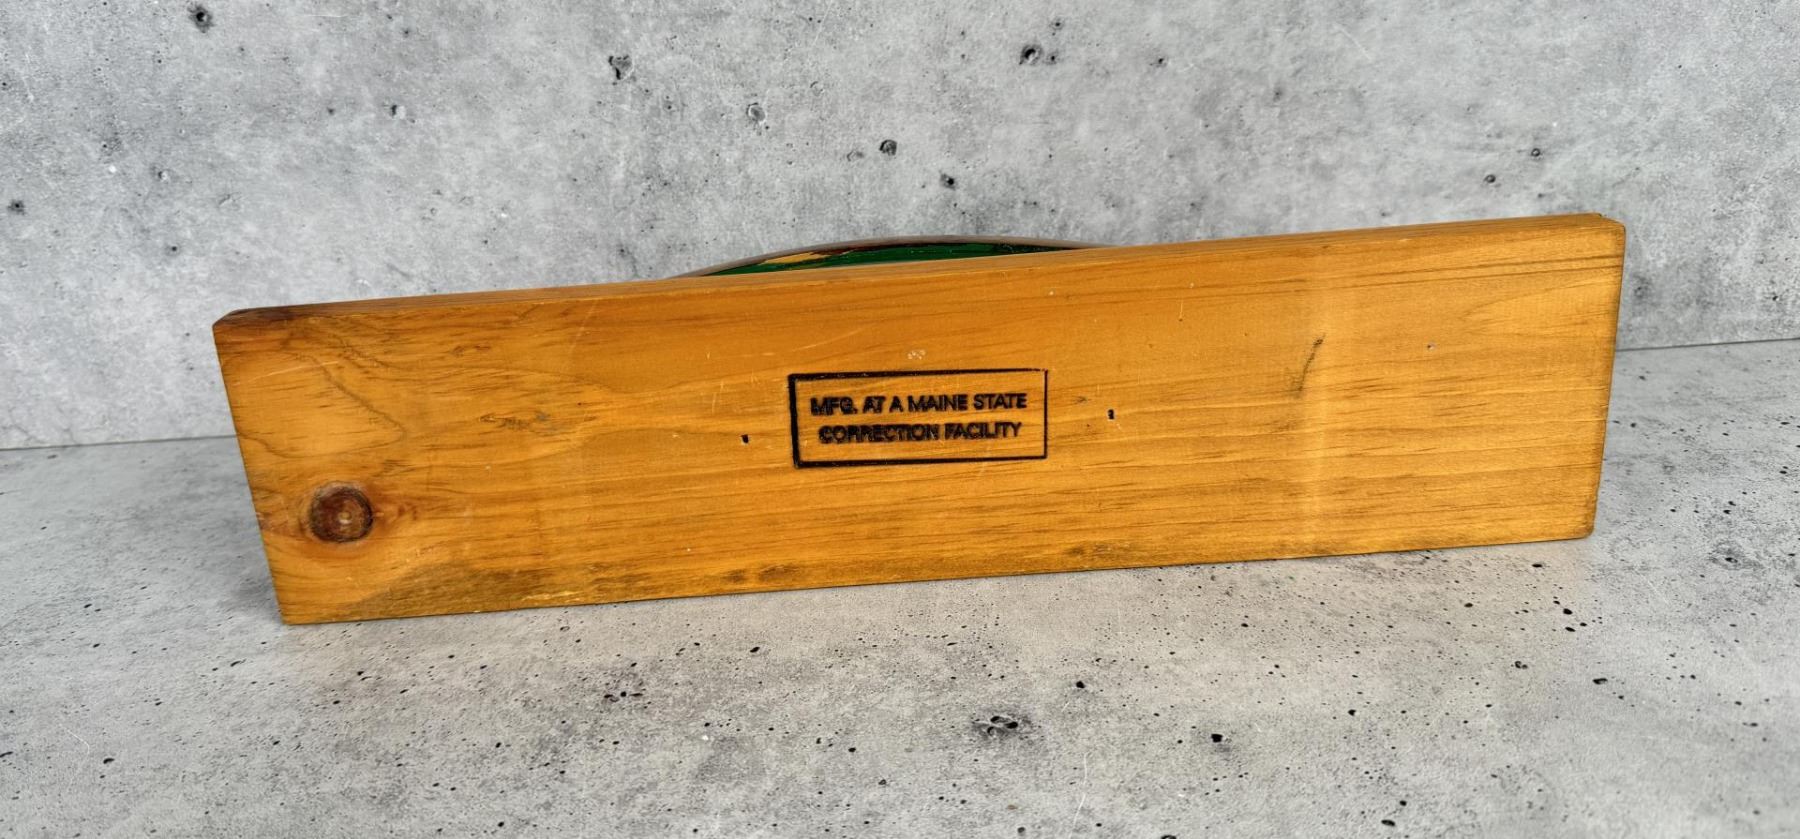 MFG. AT A MAINE STATE
CORRECTION FACILITY